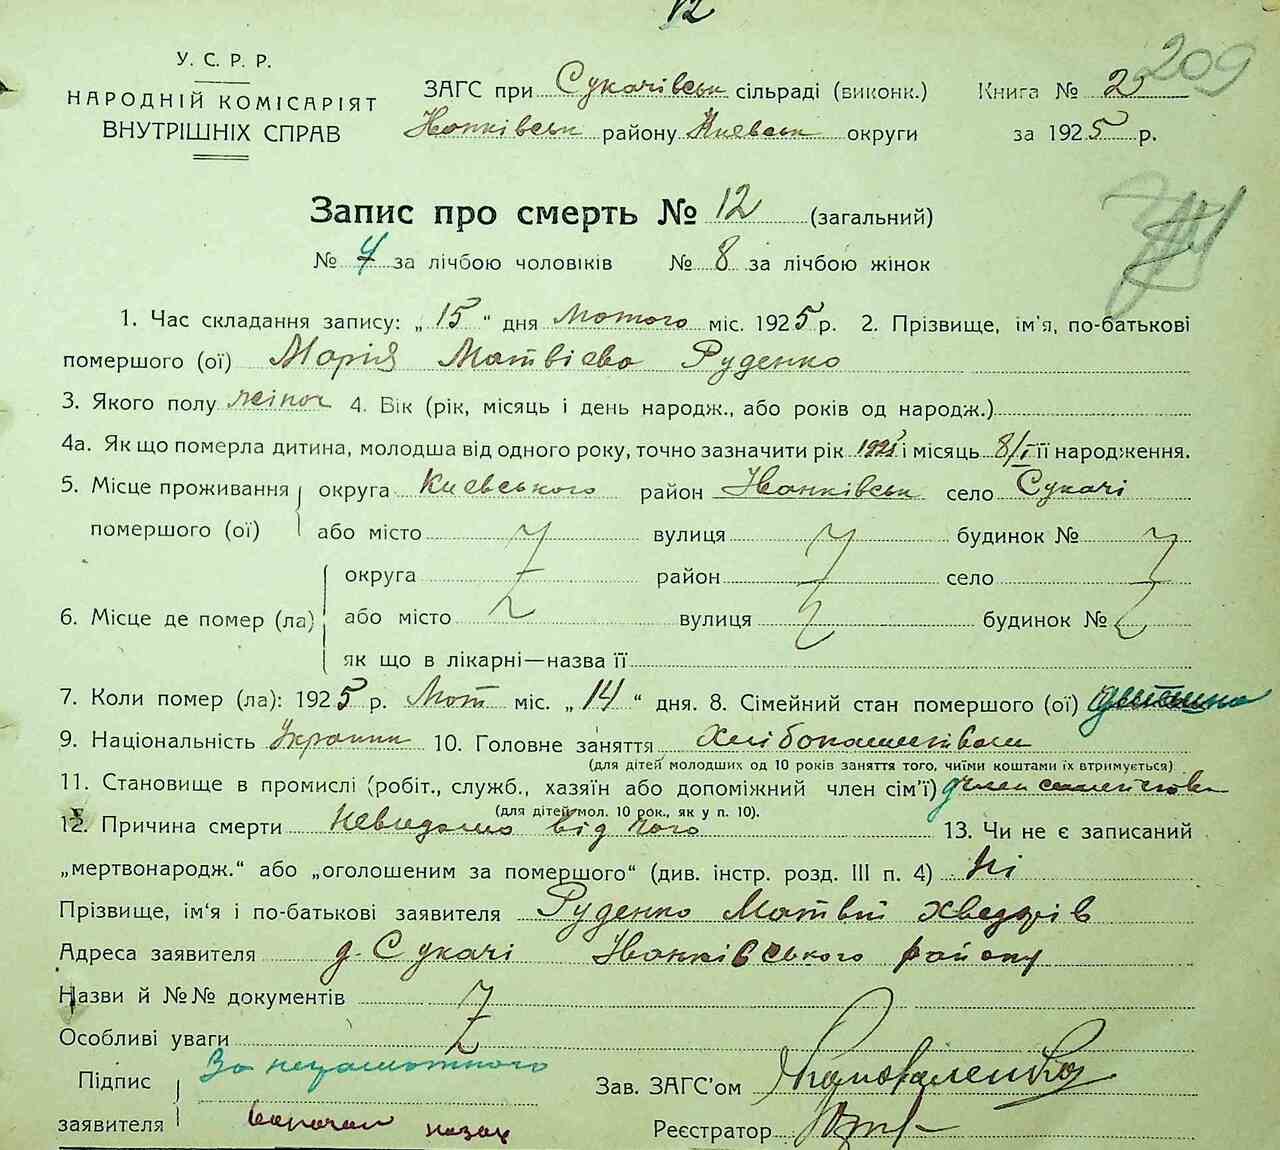 12
209
У. С. Р. Р.
НАРОДНІЙ КОМІСАРІЯТ
ВНУТРІШНІХ СПРАВ
ЗАГС при Сукачівськ сільраді (виконк.) Книга № 2
Іванківськ району Київськ округи за 1925 р.
Запис про смерть № 12 (загальний)
№ 4 за лічбою чоловіків № 8 за лічбою жінок
1. Час складання запису: „15“ дня Лютого міс. 1925 р. 2. Прізвище, ім'я, по-батькові
помершого (ої) Марія Матвієва Руденко
3. Якого полу жіноч 4. Вік (рік, місяць і день народж., або років од народж.)
4а. Як що померла дитина, молодша від одного року, точно зазначити рік 1925 і місяць 8/I її народження.
5. Місце проживання округа Киевського район Іванківськ село Сукачі
помершого (ої) або місто вулиця будинок №
округа район село
6. Місце де помер (ла) або місто вулиця будинок №
як що в лікарні—назва її
7. Коли помер (ла): 1925 р. Лют міс. „14“ дня. 8. Сімейний стан помершого (ої) дитина
9. Національність Украинк 10. Головне заняття Хлібопашеством
(для дітей молодших од 10 років заняття того, чиїми коштами їх втримується)
11. Становище в промислі (робіт., служб., хазяїн або допоміжний член сім'ї) член семейства
(для дітей мол. 10 рок., як у п. 10).
12. Причина смерти Невидомо від чого 13. Чи не є записаний
„мертвонародж.“ або „оголошеним за помершого“ (див. інстр. розд. III п. 4) Ні
Прізвище, ім'я і по-батькові заявителя Руденко Матвій Хведорів
Адреса заявителя д. Сукачі Іванківського району
Назви й №№ документів
Особливі уваги
Підпис За неграмотного Зав. ЗАГС'ом
заявителя Реєстратор